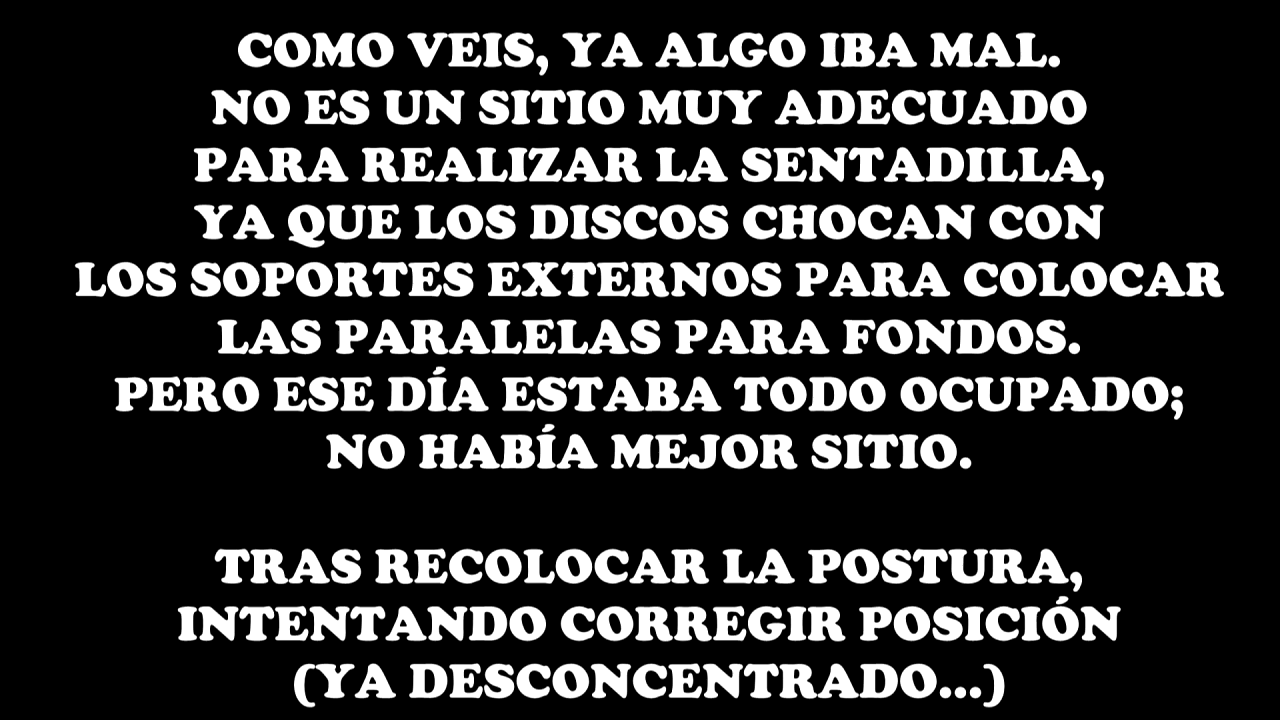 COMO VEIS, YA ALGO IBA MAL.
NO ES UN SITIO MUY ADECUADO
PARA REALIZAR LA SENTADILLA,
YA QUE LOS DISCOS CHOCAN CON
LOS SOPORTES EXTERNOS PARA COLOCAR
LAS PARALELAS PARA FONDOS.
PERO ESE DÍA ESTABA TODO OCUPADO;
NO HABÍA MEJOR SITIO.
TRAS RECOLOCAR LA POSTURA,
INTENTANDO CORREGIR POSICIÓN
(YA DESCONCENTRADO...)